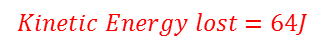 Kinetic Energy lost = 64J